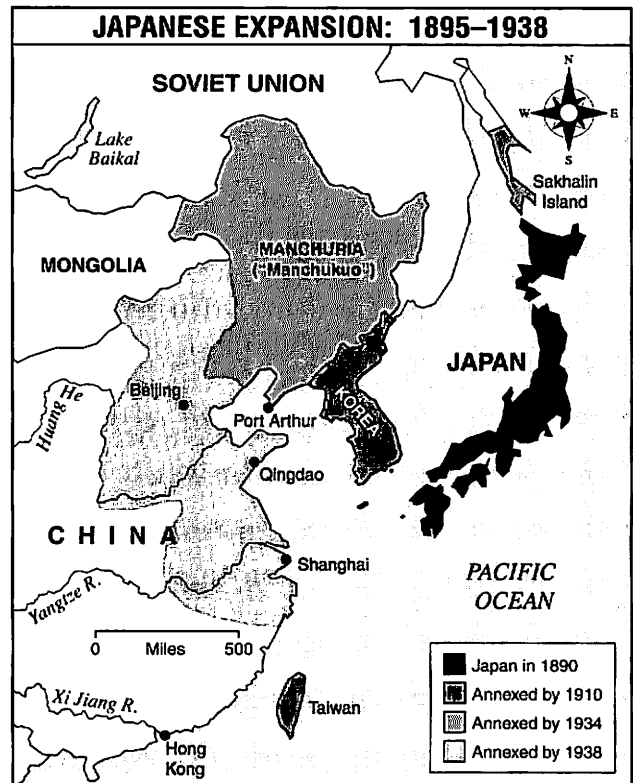 JAPANESE EXPANSION: 1895–1938
SOVIET UNION
N
W
E
S
Lake
Baikal
Sakhalin
Island
MANCHURIA
("Manchukuo")
MONGOLIA
JAPAN
Beijing
Huang He
Port Arthur
KOREA
Qingdao
CHINA
Shanghai
PACIFIC
OCEAN
Yangtze R.
0 Miles 500
Xi Jiang R.
Taiwan
Hong
Kong
Japan in 1890
Annexed by 1910
Annexed by 1934
Annexed by 1938